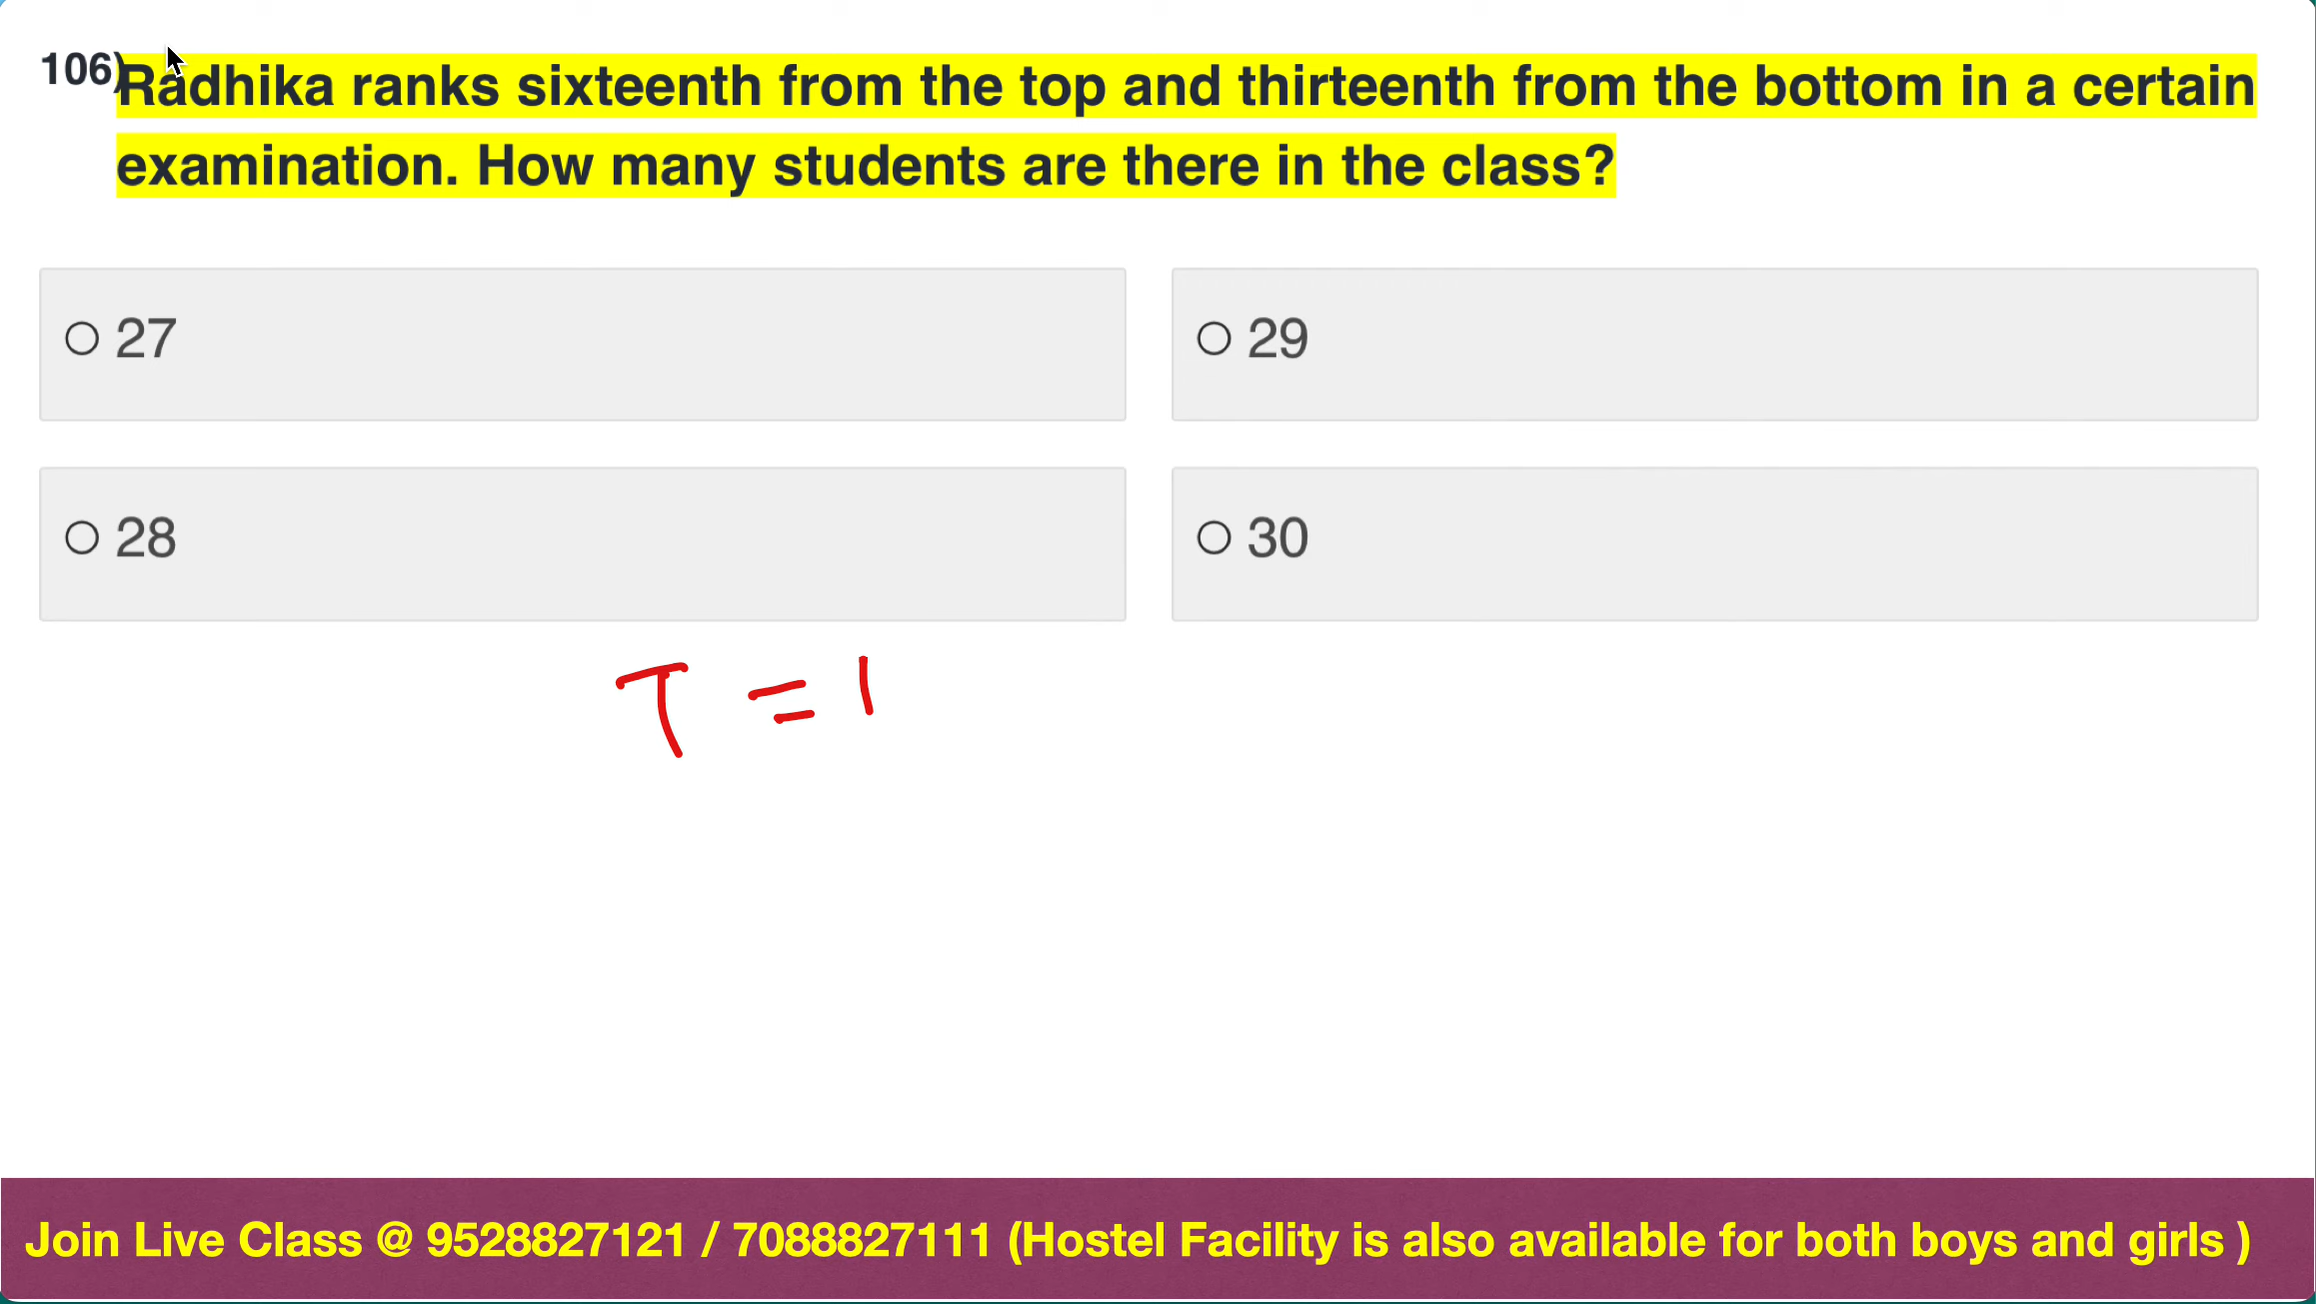 106) Radhika ranks sixteenth from the top and thirteenth from the bottom in a certain
examination. How many students are there in the class?
27
29
28
30
T = 1
Join Live Class @ 9528827121 / 7088827111 (Hostel Facility is also available for both boys and girls )